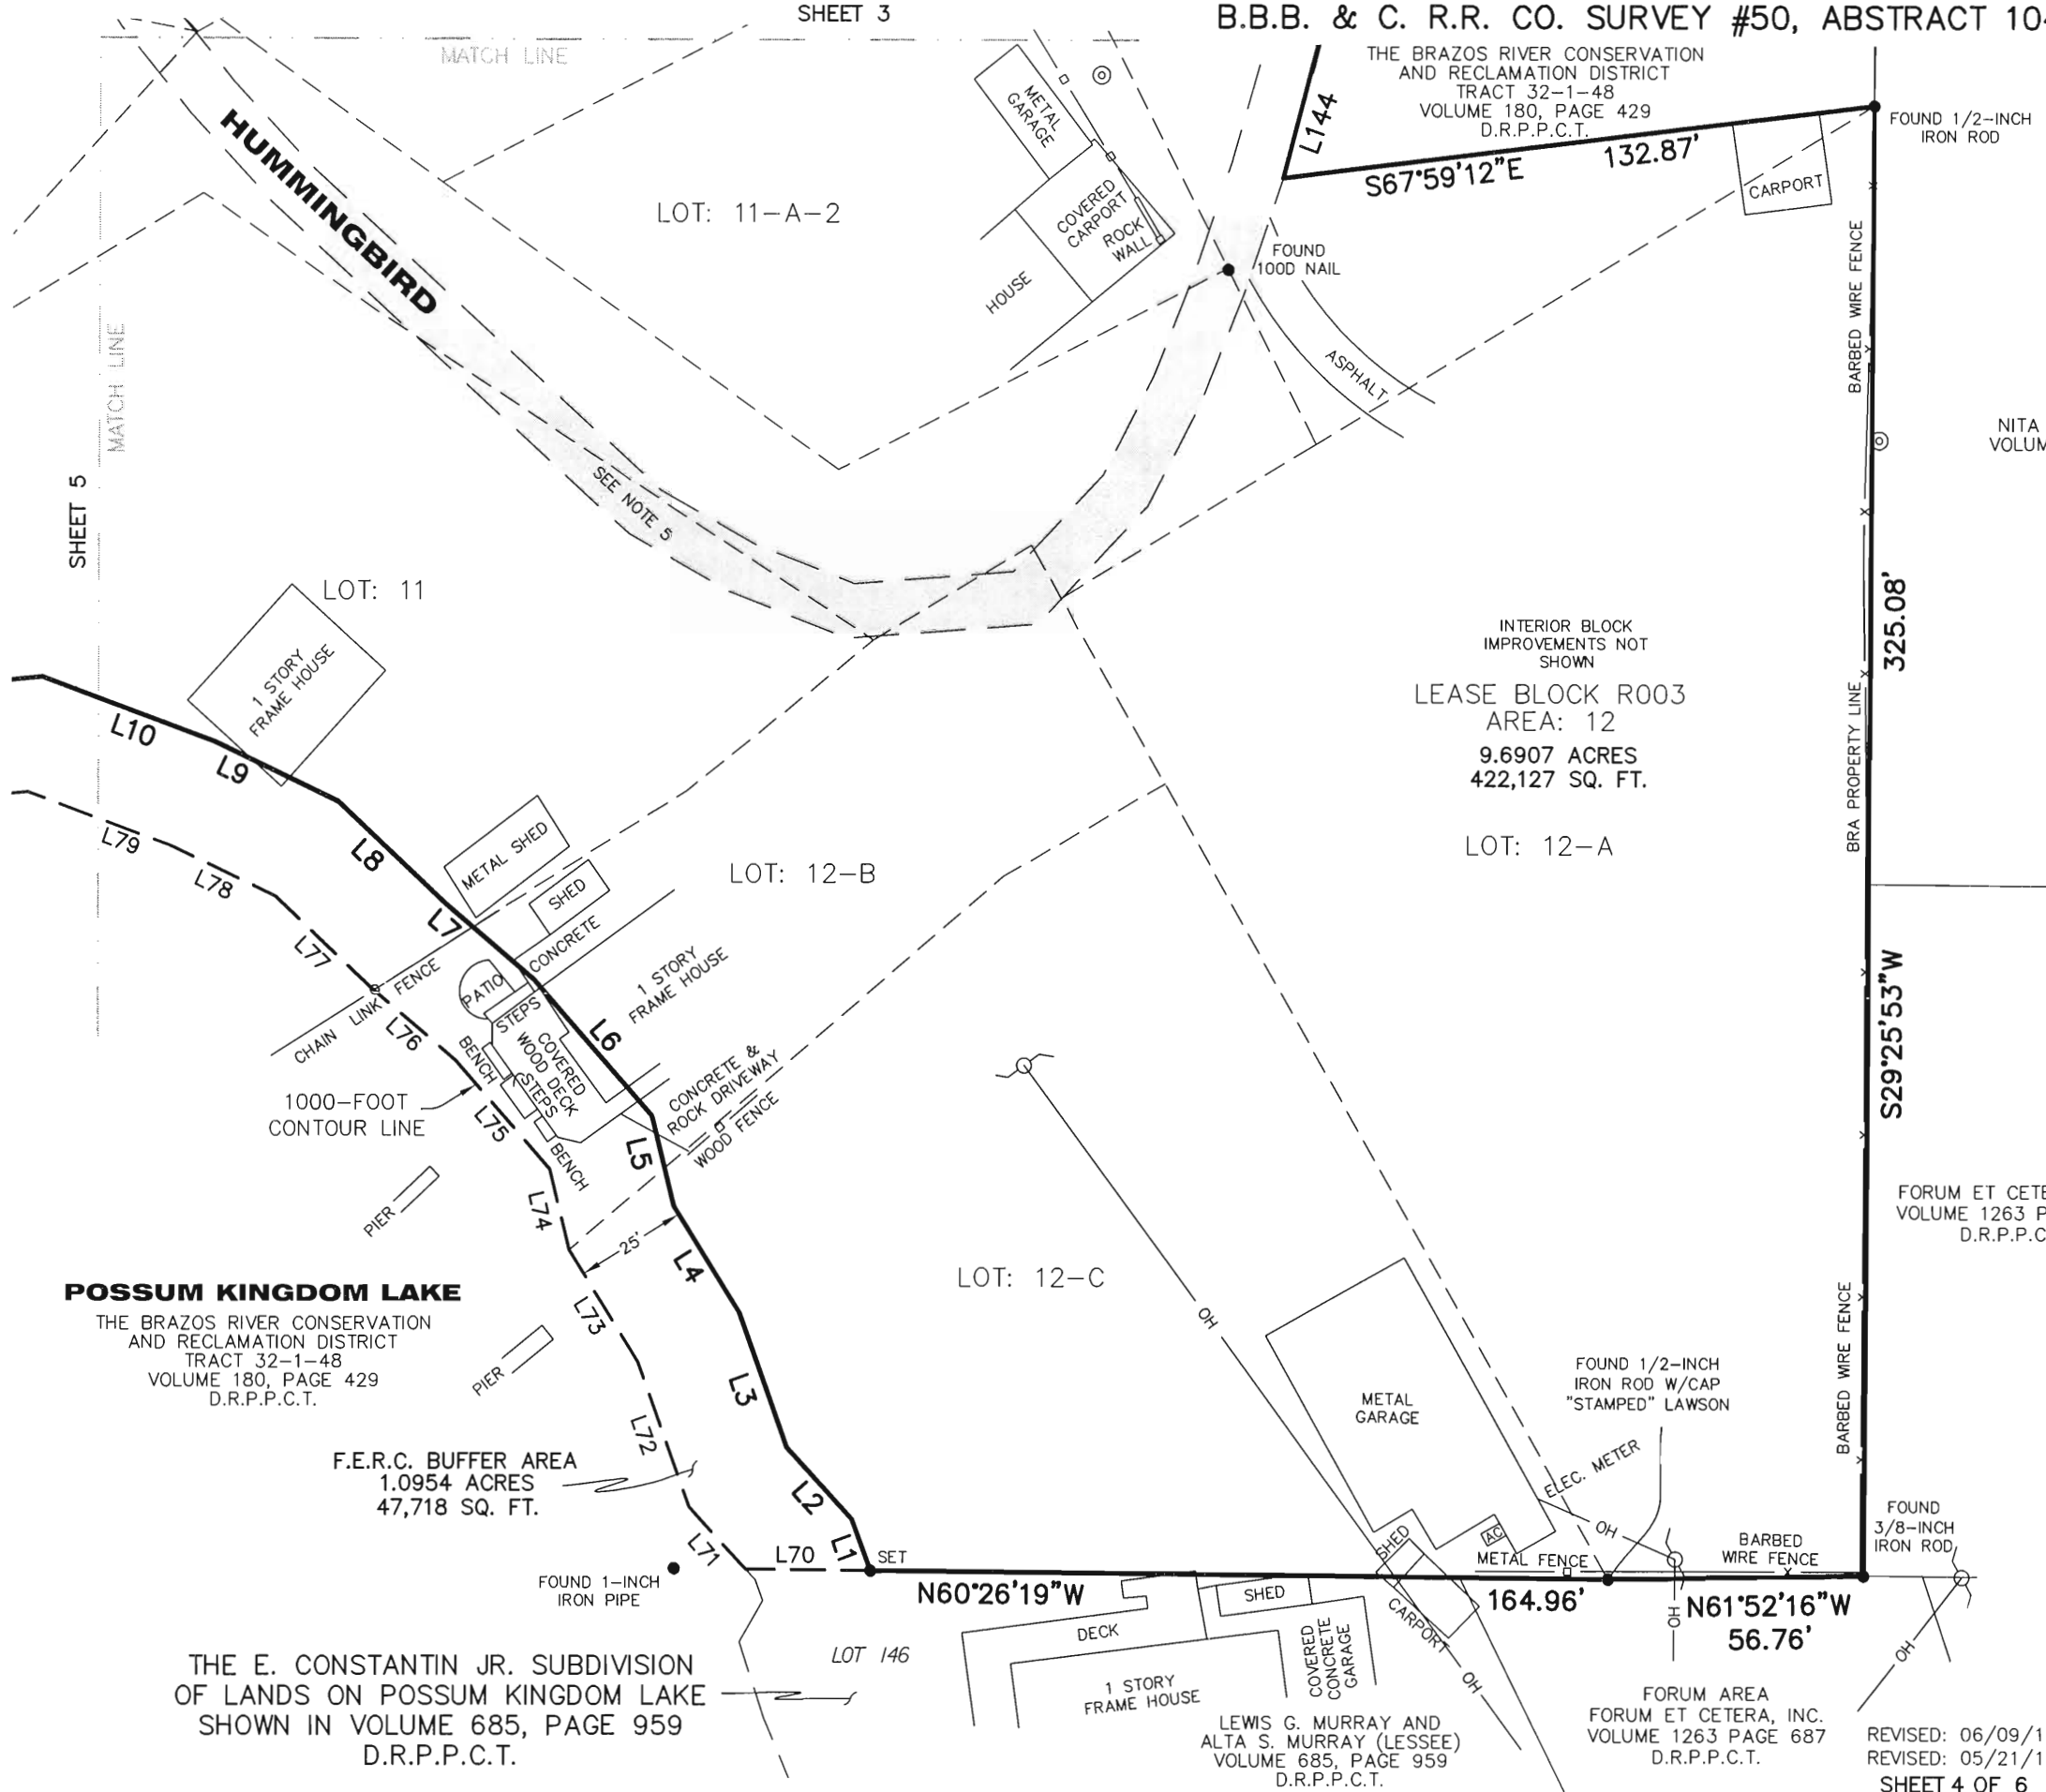 SHEET 3
B.B.B. & C. R.R. CO. SURVEY #50, ABSTRACT
MATCH LINE
THE BRAZOS RIVER CONSERVATION
AND RECLAMATION DISTRICT
TRACT 32-1-48
VOLUME 180, PAGE 429
D.R.P.P.C.T.
L144
S67°59'12"E
132.87'
FOUND 1/2-INCH
IRON ROD
CARPORT
METAL
GARAGE
COVERED
CARPORT
ROCK
WALL
HOUSE
HUMMINGBIRD
LOT: 11-A-2
FOUND
100D NAIL
ASPHALT
BARBED WIRE FENCE
MATCH LINE
SHEET 5
NITA
SEE NOTE 5
LOT: 11
1 STORY
FRAME HOUSE
INTERIOR BLOCK
IMPROVEMENTS NOT
SHOWN
LEASE BLOCK R003
AREA: 12
9.6907 ACRES
422,127 SQ. FT.
325.08'
BRA PROPERTY LINE
L10
L9
L8
L79
L78
L77
METAL SHED
SHED
LOT: 12-B
LOT: 12-A
L7
CONCRETE
CHAIN LINK FENCE
PATIO
STEPS
COVERED
WOOD DECK
STEPS
BENCH
BENCH
1 STORY
FRAME HOUSE
L6
L76
1000-FOOT
CONTOUR LINE
L75
CONCRETE &
ROCK DRIVEWAY
WOOD FENCE
S29°25'53"W
L5
L74
PIER
25'
L4
LOT: 12-C
OH
FORUM ET
VOLUME 1263
POSSUM KINGDOM LAKE
THE BRAZOS RIVER CONSERVATION
AND RECLAMATION DISTRICT
TRACT 32-1-48
VOLUME 180, PAGE 429
D.R.P.P.C.T.
L73
PIER
L3
L72
BARBED WIRE FENCE
FOUND 1/2-INCH
IRON ROD W/CAP
"STAMPED" LAWSON
METAL
GARAGE
ELEC. METER
F.E.R.C. BUFFER AREA
1.0954 ACRES
47,718 SQ. FT.
L2
L71
L70
L1
SET
FOUND 1-INCH
IRON PIPE
AC
OH
SHED
METAL FENCE
BARBED
WIRE FENCE
FOUND
3/8-INCH
IRON ROD
N60°26'19"W
164.96'
N61°52'16"W
56.76'
SHED
CARPORT
OH
OH
OH
DECK
LOT 146
1 STORY
FRAME HOUSE
COVERED
CONCRETE
GARAGE
THE E. CONSTANTIN JR. SUBDIVISION
OF LANDS ON POSSUM KINGDOM LAKE
SHOWN IN VOLUME 685, PAGE 959
D.R.P.P.C.T.
LEWIS G. MURRAY AND
ALTA S. MURRAY (LESSEE)
VOLUME 685, PAGE 959
D.R.P.P.C.T.
FORUM AREA
FORUM ET CETERA, INC.
VOLUME 1263 PAGE 687
D.R.P.P.C.T.
REVISED: 06/09/1
REVISED: 05/21/1
SHEET 4 OF 6